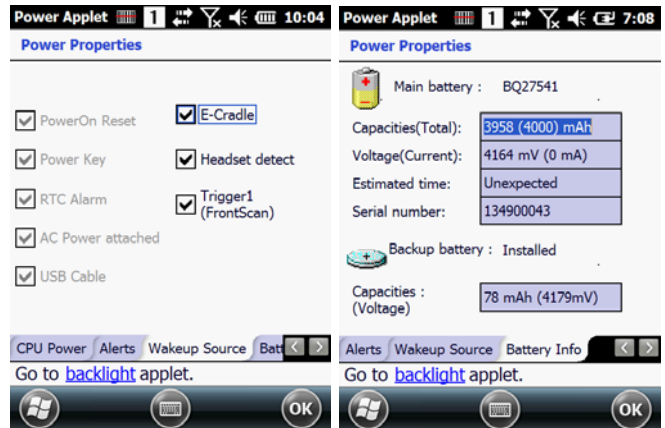 Power Applet 1 10:04
Power Properties
PowerOn Reset
E-Cradle
Power Key
Headset detect
RTC Alarm
Trigger1
(FrontScan)
AC Power attached
USB Cable
CPU Power Alerts Wakeup Source Batt
Go to backlight applet.
OK
Power Applet 1 7:08
Power Properties
Main battery : BQ27541
Capacities(Total): 3958 (4000) mAh
Voltage(Current): 4164 mV (0 mA)
Estimated time: Unexpected
Serial number: 134900043
Backup battery : Installed
Capacities :
(Voltage)
78 mAh (4179mV)
Alerts Wakeup Source Battery Info
Go to backlight applet.
OK